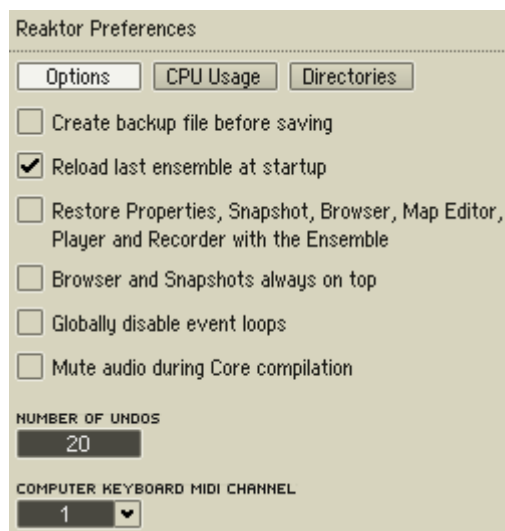 Reaktor Preferences
Options CPU Usage Directories
Create backup file before saving
Reload last ensemble at startup
Restore Properties, Snapshot, Browser, Map Editor,
Player and Recorder with the Ensemble
Browser and Snapshots always on top
Globally disable event loops
Mute audio during Core compilation
NUMBER OF UNDOS
20
COMPUTER KEYBOARD MIDI CHANNEL
1